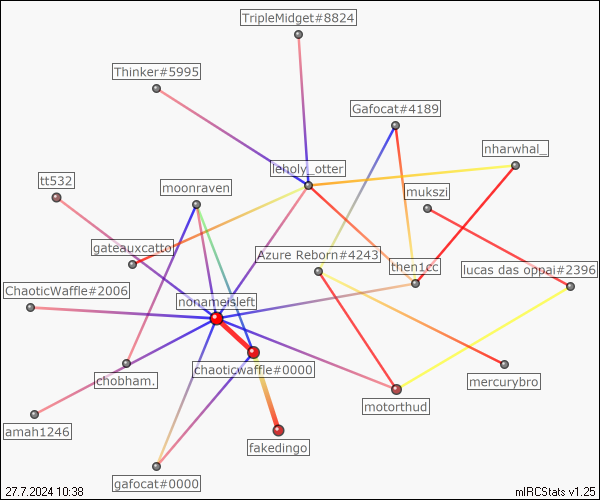 TripleMidget#8824
Thinker#5995
Gafocat#4189
nharwhal_
leholy_otter
tt532
moonraven
mukszi
gateauxcatto
Azure Reborn#4243
then1cc
lucas das oppai#2396
ChaoticWaffle#2006
nonameisleft
chaoticwaffle#0000
chobham.
mercurybro
motorthud
amah1246
fakedingo
gafocat#0000
27.7.2024 10:38
mIRCStats v1.25